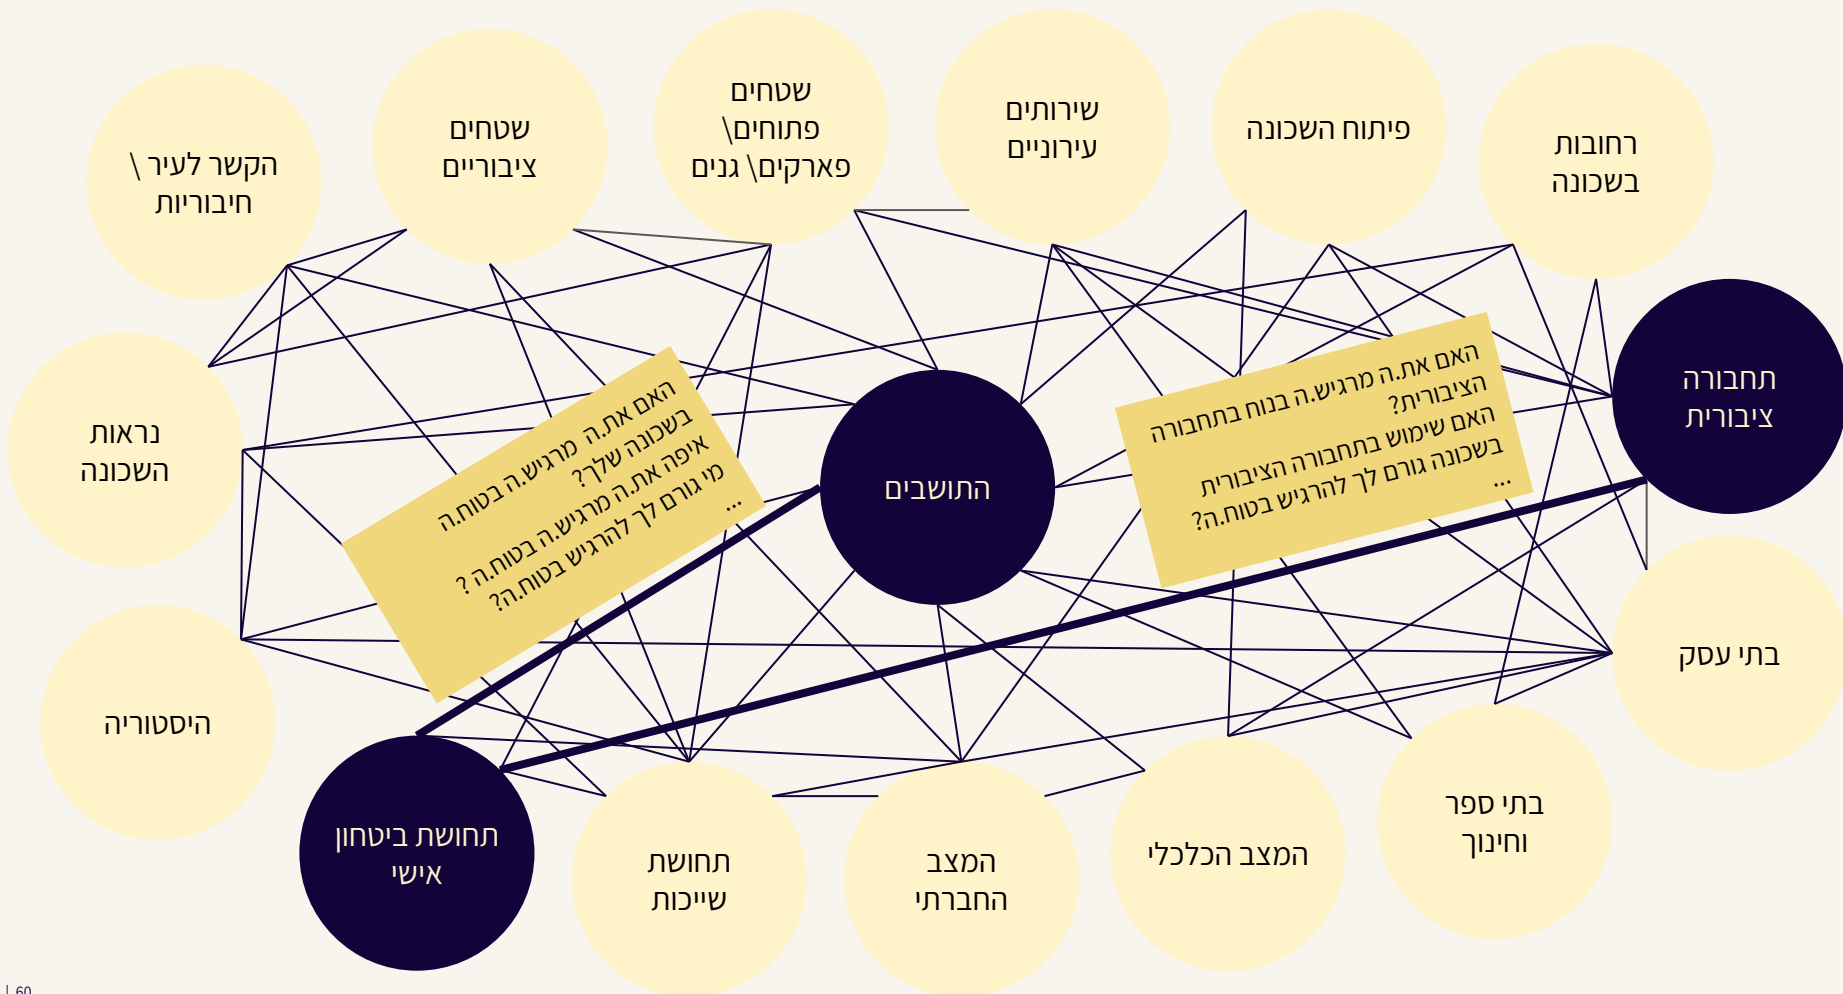 רחובות
בשכונה
פיתוח השכונה
שירותים
עירוניים
שטחים
פתוחים\
פארקים\ גנים
שטחים
ציבוריים
הקשר לעיר \
חיבוריות
תחבורה
ציבורית
האם את.ה מרגיש.ה בנוח בתחבורה
הציבורית?
האם שימוש בתחבורה הציבורית
בשכונה גורם לך להרגיש בטוח.ה?
...
התושבים
האם את.ה מרגיש.ה בטוח.ה
בשכונה שלך?
איפה את.ה מרגיש.ה בטוח.ה ?
מי גורם לך להרגיש בטוח.ה?
...
נראות
השכונה
בתי עסק
היסטוריה
בתי ספר
וחינוך
המצב הכלכלי
המצב
החברתי
תחושת
שייכות
תחושת ביטחון
אישי
| 60